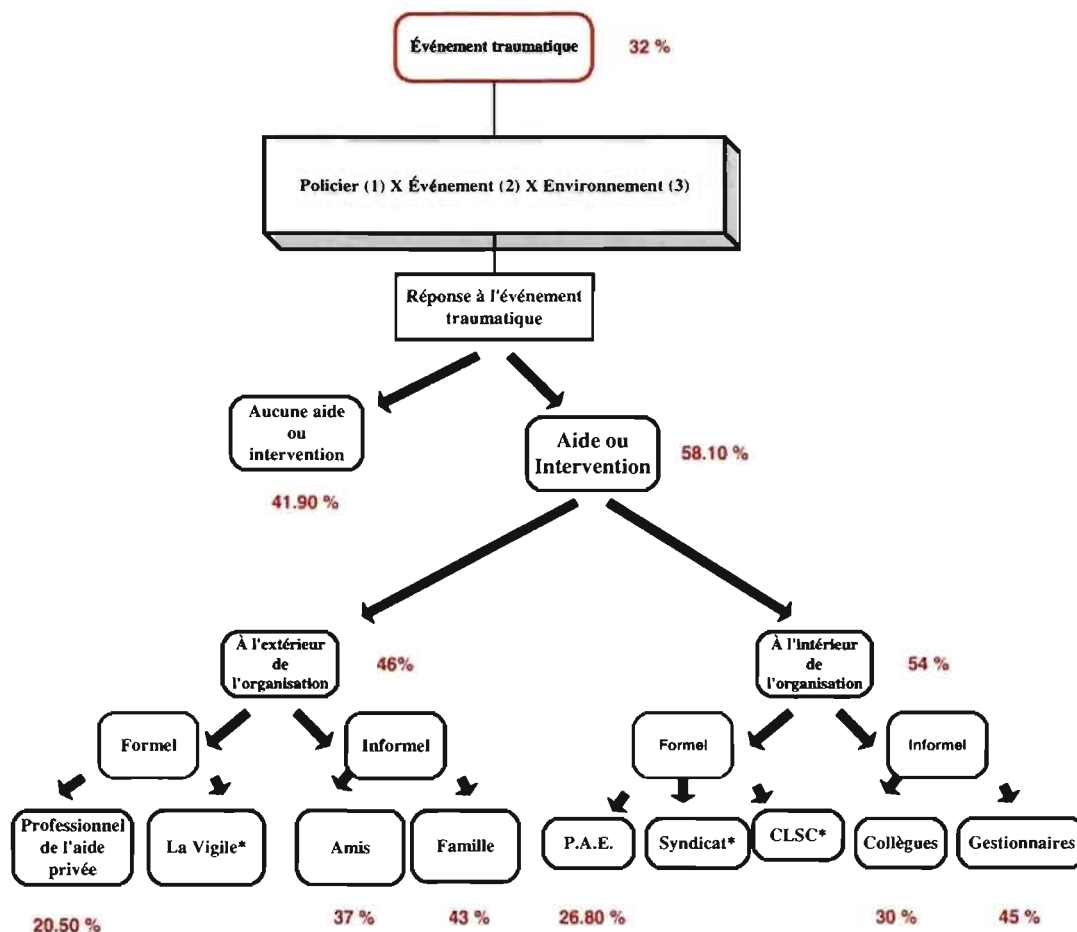 Événement traumatique
32 %
Policier (1) X Événement (2) X Environnement (3)
Réponse à l'événement
traumatique
Aucune aide
ou
intervention
41.90 %
Aide ou
Intervention
58.10 %
À l'extérieur
de
l'organisation
46%
À l'intérieur
de
l'organisation
54 %
Formel
Informel
Formel
Informel
Professionnel
de l'aide
privée
La Vigile*
Amis
Famille
P.A.E.
Syndicat*
CLSC*
Collègues
Gestionnaires
20.50 %
37 %
43 %
26.80 %
30 %
45 %